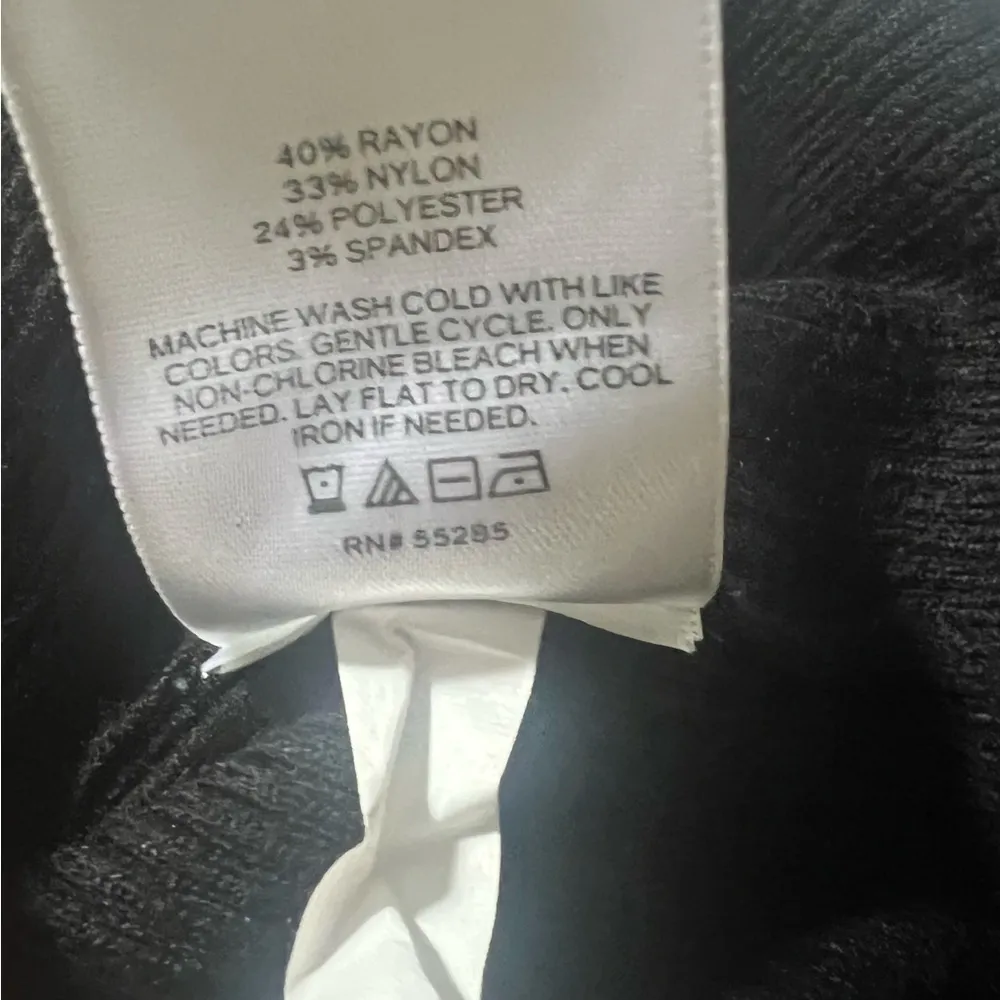 40% RAYON
33% NYLON
24% POLYESTER
3% SPANDEX
MACHINE WASH COLD WITH LIKE
COLORS. GENTLE CYCLE. ONLY
NON-CHLORINE BLEACH WHEN
NEEDED. LAY FLAT TO DRY. COOL
IRON IF NEEDED.
RN# 55285